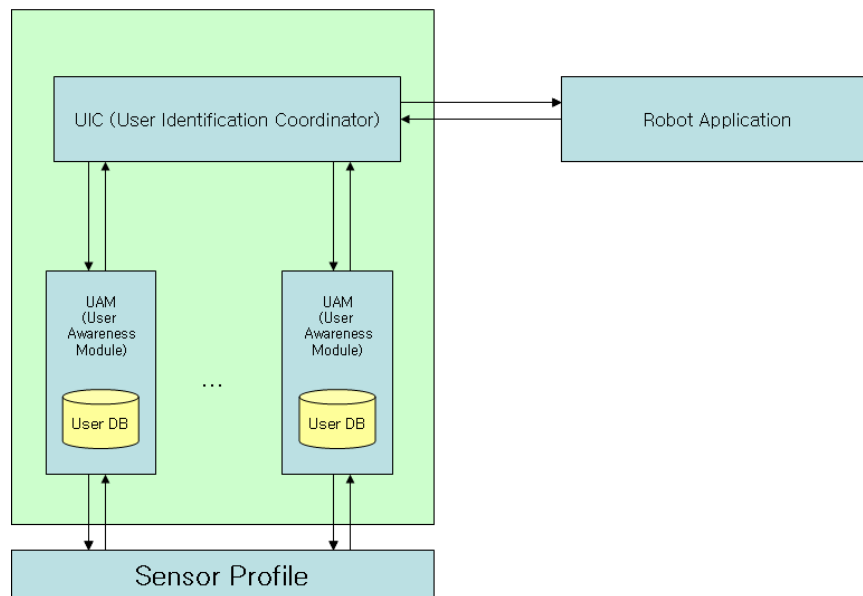 UIC (User Identification Coordinator)
Robot Application
UAM
(User
Awareness
Module)
User DB
...
UAM
(User
Awareness
Module)
User DB
Sensor Profile